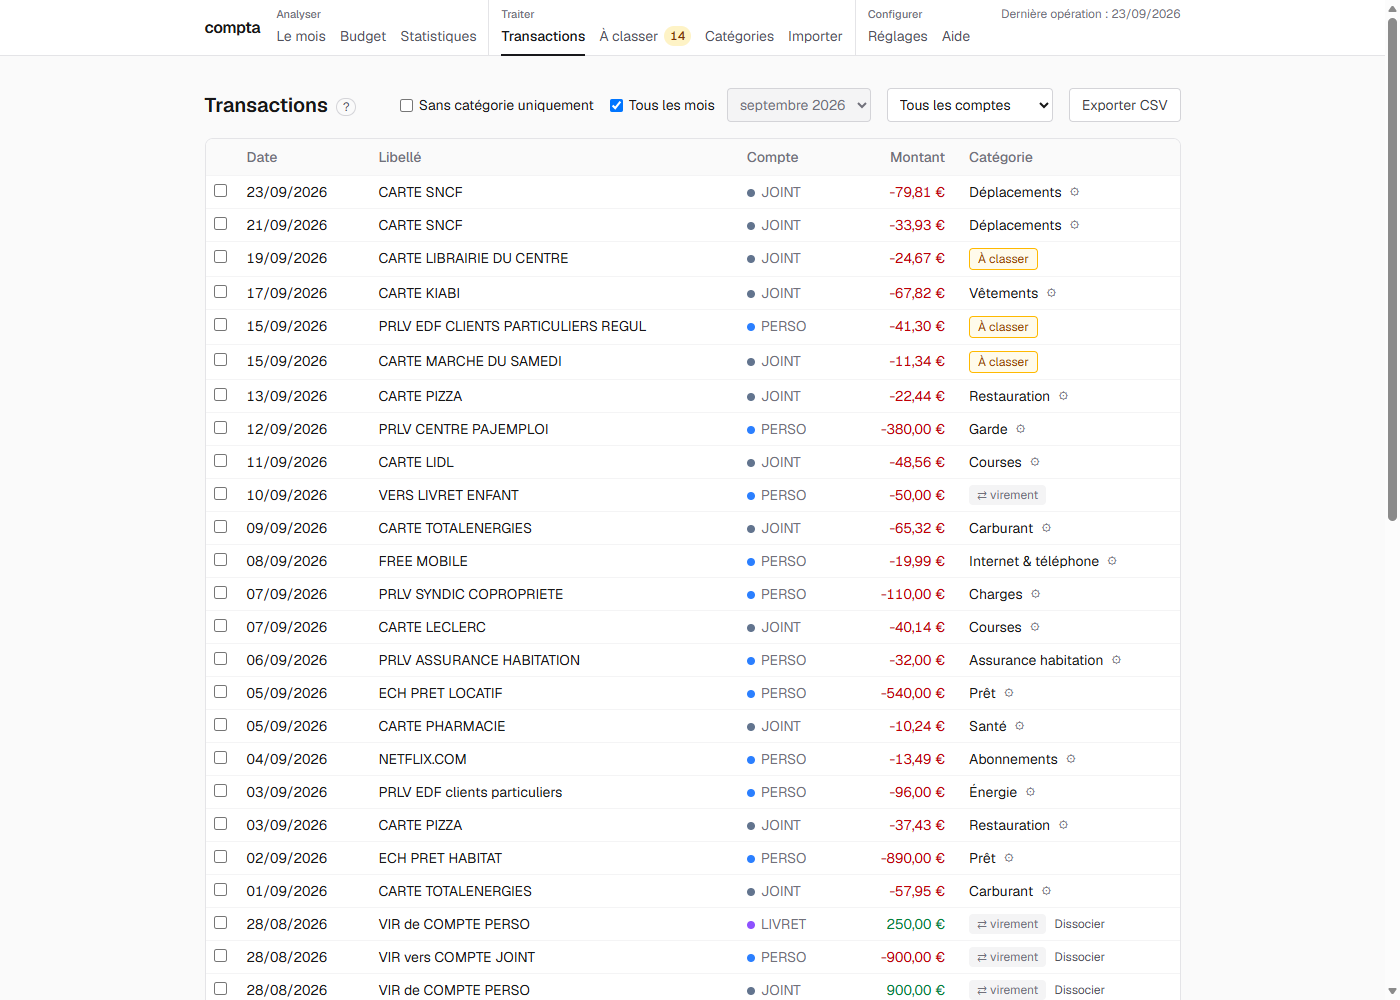 compta
Analyser
Le mois Budget Statistiques
Traiter
Transactions À classer 14 Catégories Importer
Configurer
Réglages Aide
Dernière opération : 23/09/2026
Transactions ? Sans catégorie uniquement Tous les mois septembre 2026 Tous les comptes Exporter CSV
Date Libellé Compte Montant Catégorie
23/09/2026 CARTE SNCF JOINT -79,81 € Déplacements
21/09/2026 CARTE SNCF JOINT -33,93 € Déplacements
19/09/2026 CARTE LIBRAIRIE DU CENTRE JOINT -24,67 € À classer
17/09/2026 CARTE KIABI JOINT -67,82 € Vêtements
15/09/2026 PRLV EDF CLIENTS PARTICULIERS REGUL PERSO -41,30 € À classer
15/09/2026 CARTE MARCHE DU SAMEDI JOINT -11,34 € À classer
13/09/2026 CARTE PIZZA JOINT -22,44 € Restauration
12/09/2026 PRLV CENTRE PAJEMPLOI PERSO -380,00 € Garde
11/09/2026 CARTE LIDL JOINT -48,56 € Courses
10/09/2026 VERS LIVRET ENFANT PERSO -50,00 € ⇄ virement
09/09/2026 CARTE TOTALENERGIES JOINT -65,32 € Carburant
08/09/2026 FREE MOBILE PERSO -19,99 € Internet & téléphone
07/09/2026 PRLV SYNDIC COPROPRIETE PERSO -110,00 € Charges
07/09/2026 CARTE LECLERC JOINT -40,14 € Courses
06/09/2026 PRLV ASSURANCE HABITATION PERSO -32,00 € Assurance habitation
05/09/2026 ECH PRET LOCATIF PERSO -540,00 € Prêt
05/09/2026 CARTE PHARMACIE JOINT -10,24 € Santé
04/09/2026 NETFLIX.COM PERSO -13,49 € Abonnements
03/09/2026 PRLV EDF clients particuliers PERSO -96,00 € Énergie
03/09/2026 CARTE PIZZA JOINT -37,43 € Restauration
02/09/2026 ECH PRET HABITAT PERSO -890,00 € Prêt
01/09/2026 CARTE TOTALENERGIES JOINT -57,95 € Carburant
28/08/2026 VIR de COMPTE PERSO LIVRET 250,00 € ⇄ virement Dissocier
28/08/2026 VIR vers COMPTE JOINT PERSO -900,00 € ⇄ virement Dissocier
28/08/2026 VIR de COMPTE PERSO JOINT 900,00 € ⇄ virement Dissocier